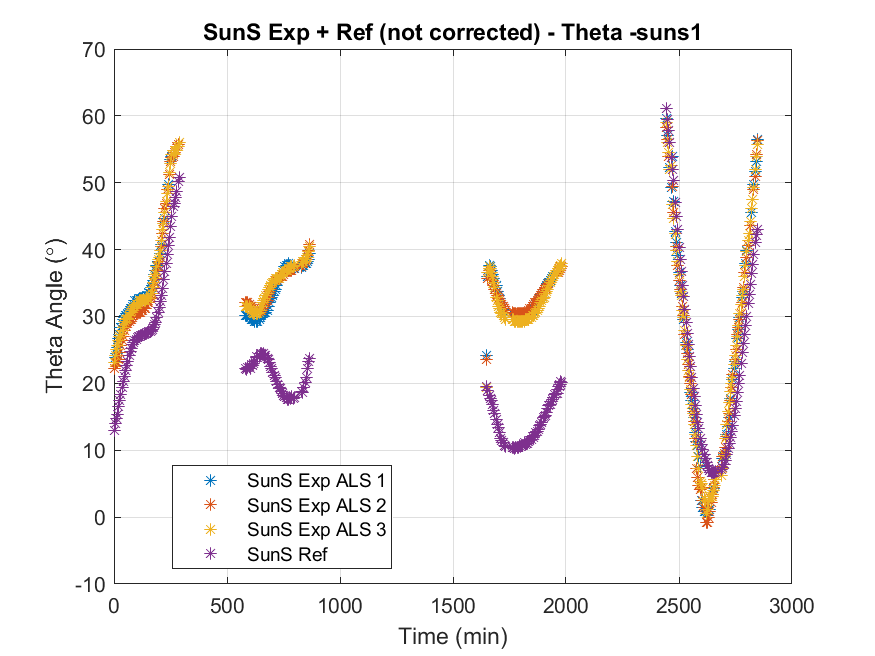 SunS Exp + Ref (not corrected) - Theta -suns1
70
60
50
40
30
20
10
0
-10
Theta Angle (°)
SunS Exp ALS 1
SunS Exp ALS 2
SunS Exp ALS 3
SunS Ref
0 500 1000 1500 2000 2500 3000
Time (min)